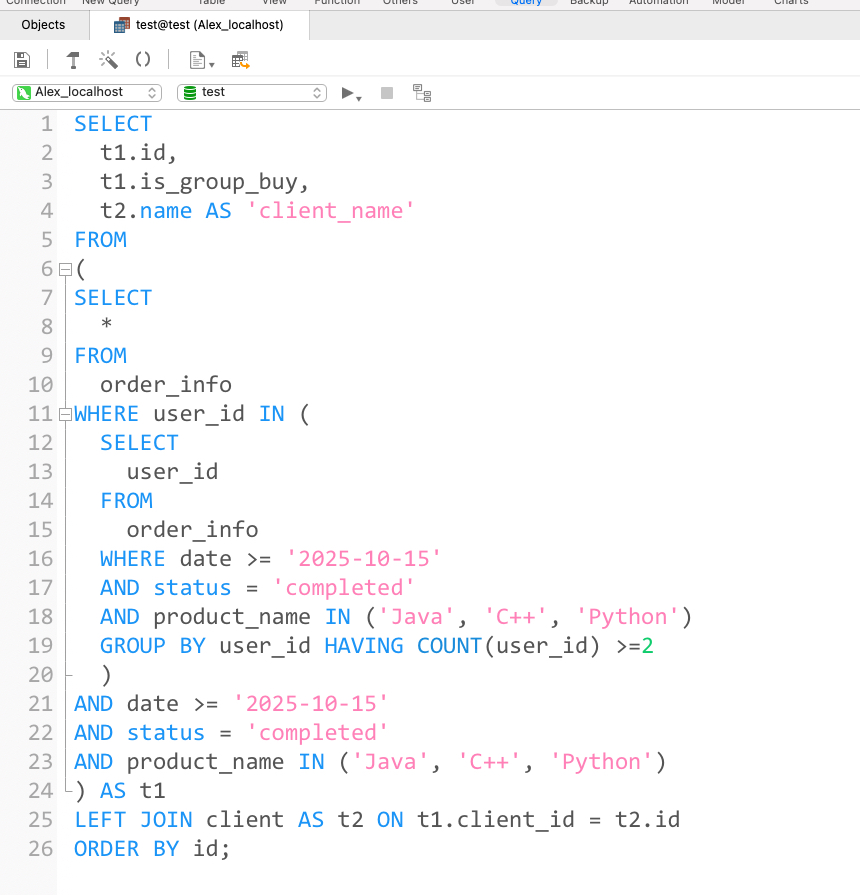 Connection New Query Table View Function Others User Query Backup Automation Model Charts
Objects test@test (Alex_localhost)
Alex_localhost test
1 SELECT
2 t1.id,
3 t1.is_group_buy,
4 t2.name AS 'client_name'
5 FROM
6 (
7 SELECT
8 *
9 FROM
10 order_info
11 WHERE user_id IN (
12 SELECT
13 user_id
14 FROM
15 order_info
16 WHERE date >= '2025-10-15'
17 AND status = 'completed'
18 AND product_name IN ('Java', 'C++', 'Python')
19 GROUP BY user_id HAVING COUNT(user_id) >=2
20 )
21 AND date >= '2025-10-15'
22 AND status = 'completed'
23 AND product_name IN ('Java', 'C++', 'Python')
24 ) AS t1
25 LEFT JOIN client AS t2 ON t1.client_id = t2.id
26 ORDER BY id;